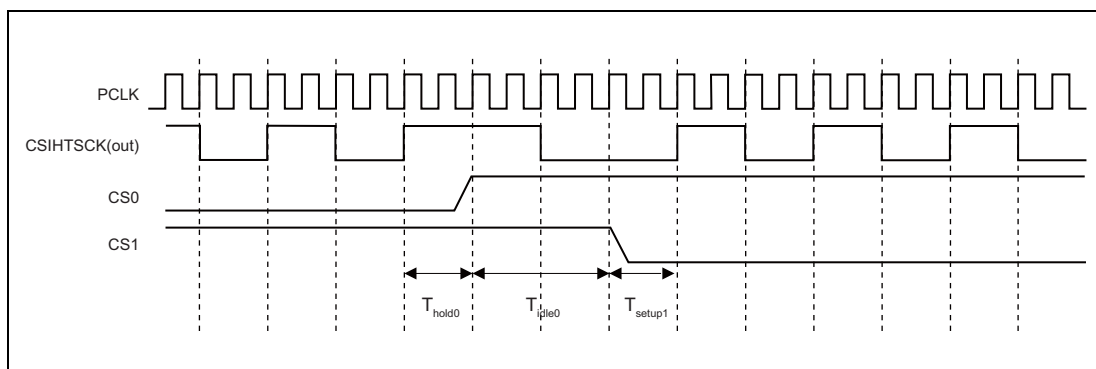 PCLK
CSIHTSCK(out)
CS0
CS1
Thold0 Tidle0 Tsetup1